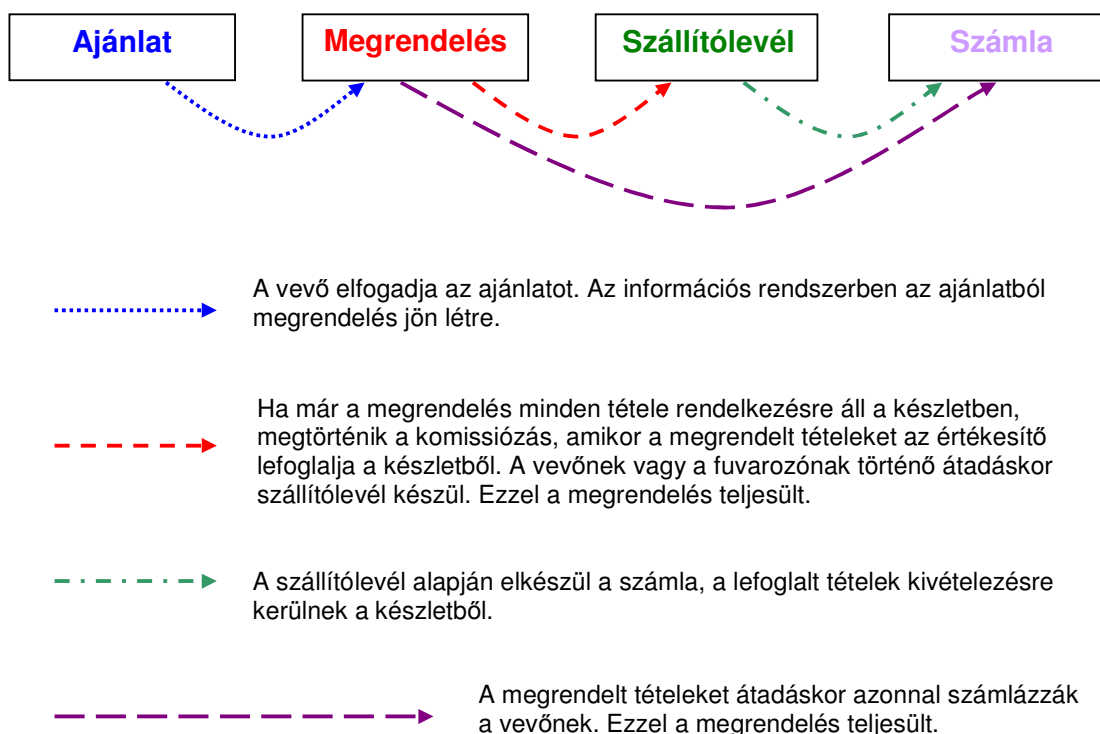 Ajánlat Megrendelés Szállítólevél Számla
A vevő elfogadja az ajánlatot. Az információs rendszerben az ajánlatból
megrendelés jön létre.
Ha már a megrendelés minden tétele rendelkezésre áll a készletben,
megtörténik a komissiózás, amikor a megrendelt tételeket az értékesítő
lefoglalja a készletből. A vevőnek vagy a fuvarozónak történő átadáskor
szállítólevél készül. Ezzel a megrendelés teljesült.
A szállítólevél alapján elkészül a számla, a lefoglalt tételek kivételezésre
kerülnek a készletből.
A megrendelt tételeket átadáskor azonnal számlázzák
a vevőnek. Ezzel a megrendelés teljesült.